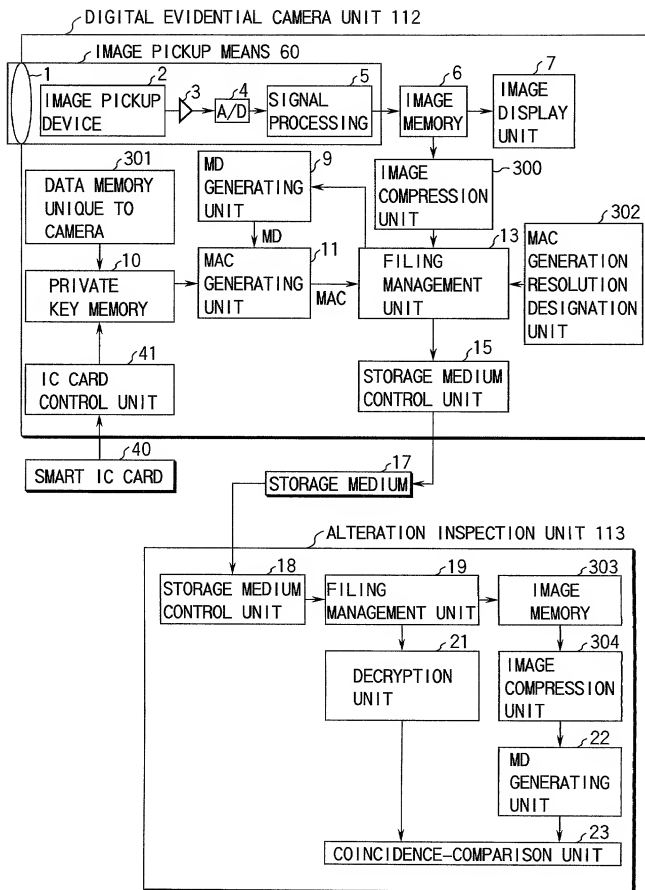 DIGITAL EVIDENTIAL CAMERA UNIT 112
IMAGE PICKUP MEANS 60
1
2
IMAGE PICKUP
DEVICE
3
4
A/D
5
SIGNAL
PROCESSING
6
IMAGE
MEMORY
7
IMAGE
DISPLAY
UNIT
301
DATA MEMORY
UNIQUE TO
CAMERA
9
MD
GENERATING
UNIT
300
IMAGE
COMPRESSION
UNIT
302
MAC
GENERATION
RESOLUTION
DESIGNATION
UNIT
MD
10
PRIVATE
KEY MEMORY
11
MAC
GENERATING
UNIT
MAC
13
FILING
MANAGEMENT
UNIT
41
IC CARD
CONTROL UNIT
15
STORAGE MEDIUM
CONTROL UNIT
40
SMART IC CARD
17
STORAGE MEDIUM
ALTERATION INSPECTION UNIT 113
18
STORAGE MEDIUM
CONTROL UNIT
19
FILING
MANAGEMENT UNIT
303
IMAGE
MEMORY
21
DECRYPTION
UNIT
304
IMAGE
COMPRESSION
UNIT
22
MD
GENERATING
UNIT
23
COINCIDENCE-COMPARISON UNIT